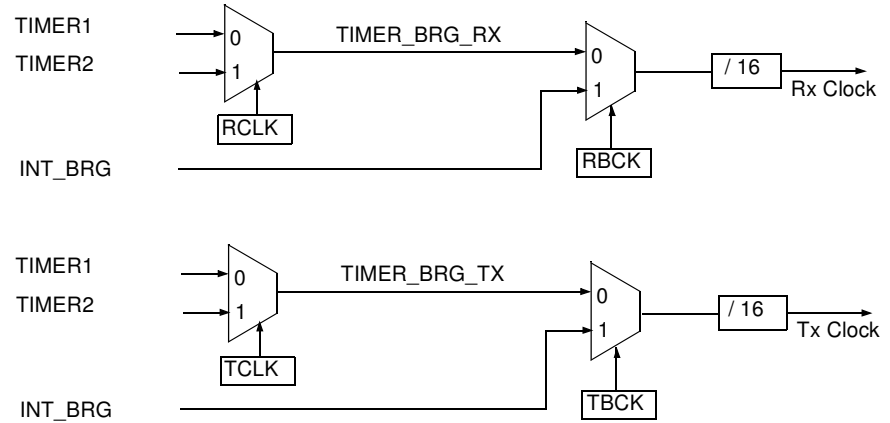 TIMER1
0
TIMER_BRG_RX
0
/ 16
TIMER2
1
1
Rx Clock
RCLK
RBCK
INT_BRG
TIMER1
0
TIMER_BRG_TX
0
/ 16
TIMER2
1
1
Tx Clock
TCLK
TBCK
INT_BRG